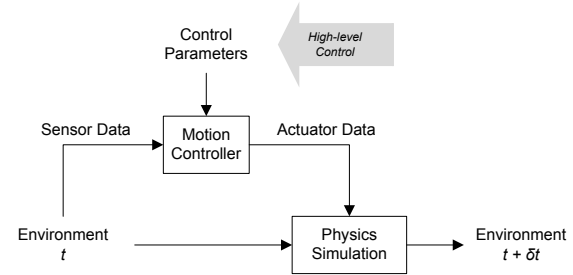 Control
Parameters
High-level
Control
Sensor Data
Motion
Controller
Actuator Data
Environment
t
Physics
Simulation
Environment
t + δt